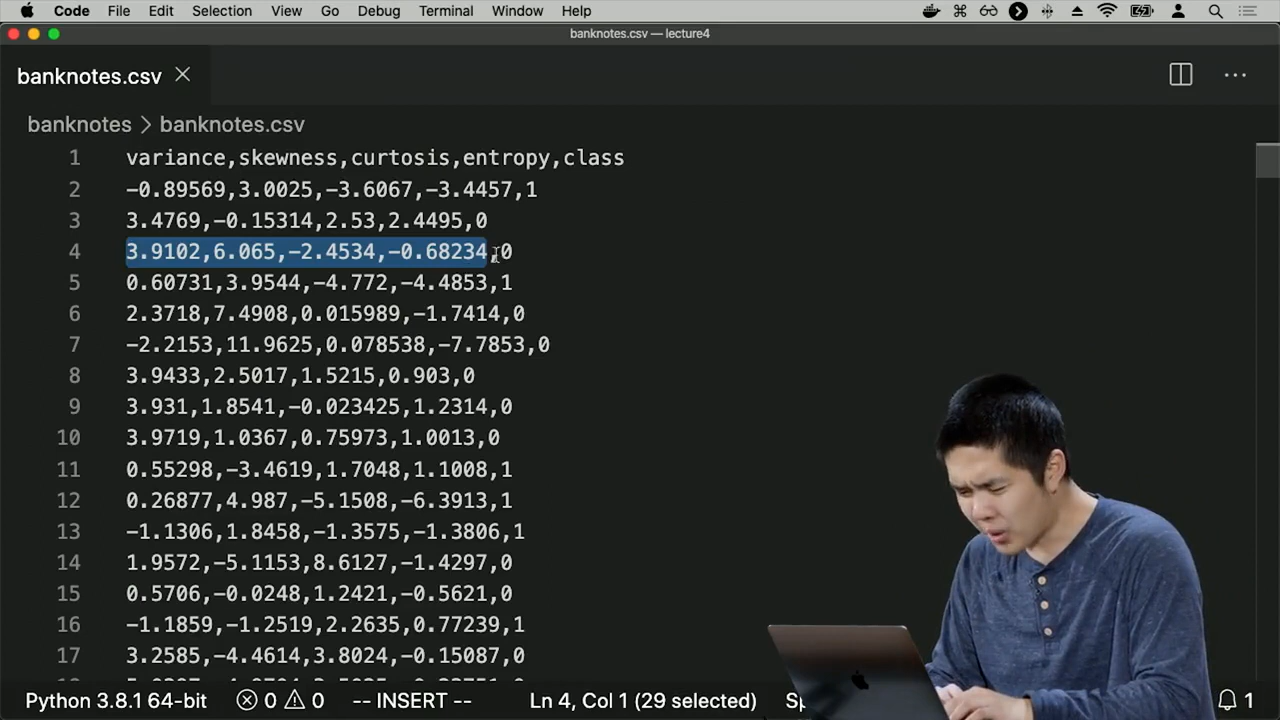 Code File Edit Selection View Go Debug Terminal Window Help
banknotes.csv — lecture4
banknotes.csv
banknotes > banknotes.csv
1 variance,skewness,curtosis,entropy,class
2 -0.89569,3.0025,-3.6067,-3.4457,1
3 3.4769,-0.15314,2.53,2.4495,0
4 3.9102,6.065,-2.4534,-0.68234,0
5 0.60731,3.9544,-4.772,-4.4853,1
6 2.3718,7.4908,0.015989,-1.7414,0
7 -2.2153,11.9625,0.078538,-7.7853,0
8 3.9433,2.5017,1.5215,0.903,0
9 3.931,1.8541,-0.023425,1.2314,0
10 3.9719,1.0367,0.75973,1.0013,0
11 0.55298,-3.4619,1.7048,1.1008,1
12 0.26877,4.987,-5.1508,-6.3913,1
13 -1.1306,1.8458,-1.3575,-1.3806,1
14 1.9572,-5.1153,8.6127,-1.4297,0
15 0.5706,-0.0248,1.2421,-0.5621,0
16 -1.1859,-1.2519,2.2635,0.77239,1
17 3.2585,-4.4614,3.8024,-0.15087,0
Python 3.8.1 64-bit 0 0 -- INSERT -- Ln 4, Col 1 (29 selected) Sp 1